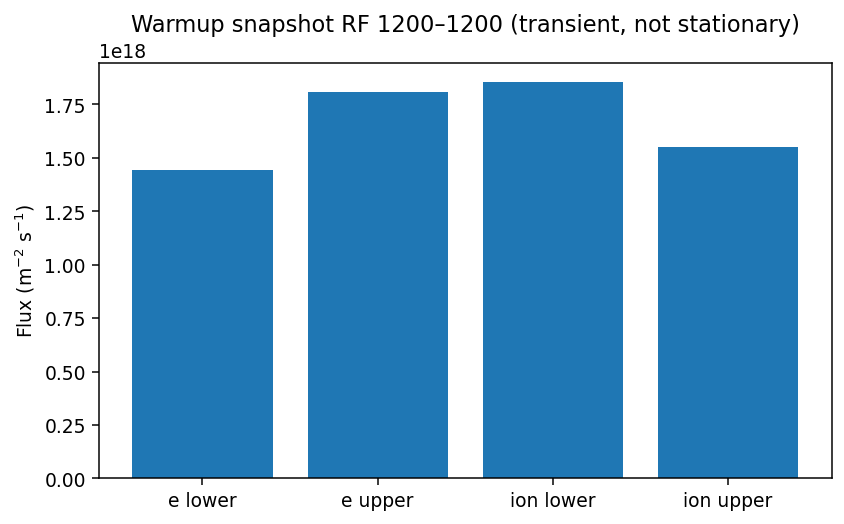 Warmup snapshot RF 1200–1200 (transient, not stationary)
1e18
1.75
1.50
1.25
1.00
0.75
0.50
0.25
0.00
Flux (m⁻² s⁻¹)
e lower
e upper
ion lower
ion upper